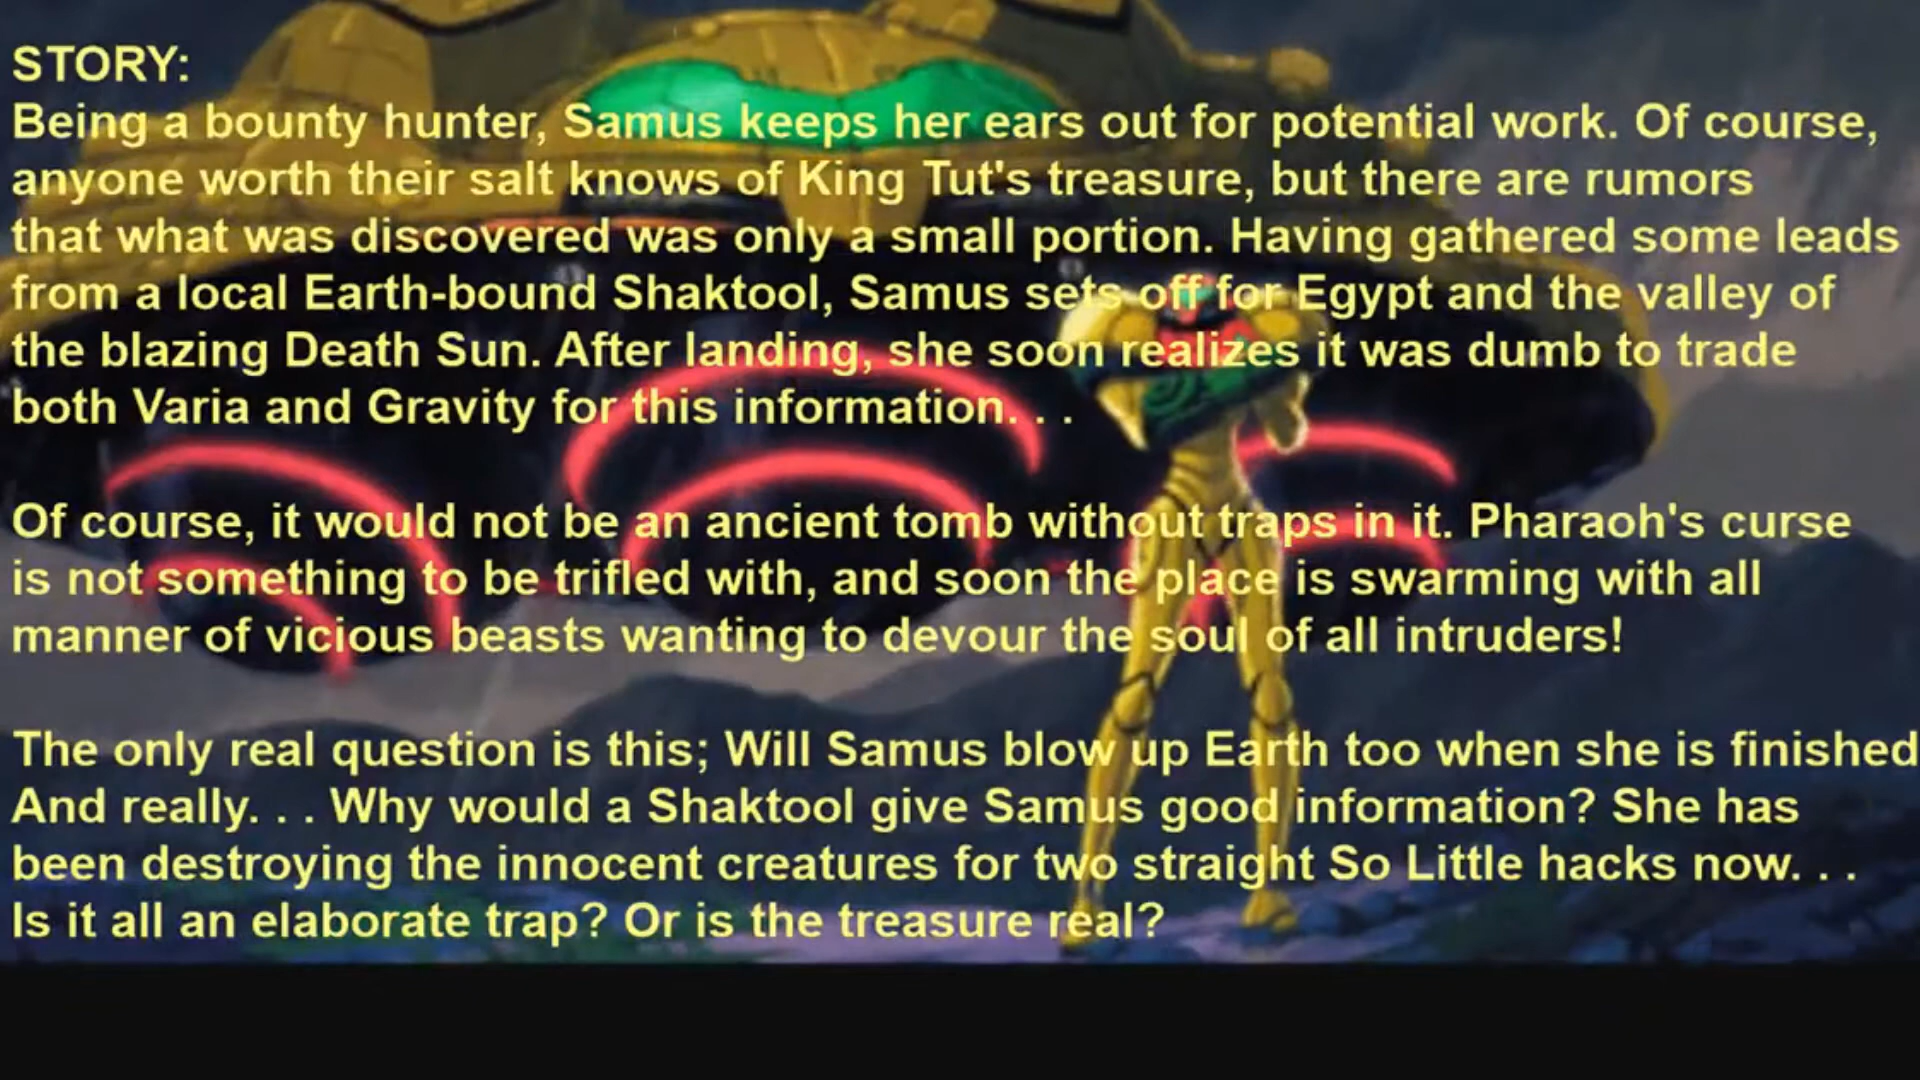 STORY:
Being a bounty hunter, Samus keeps her ears out for potential work. Of course,
anyone worth their salt knows of King Tut's treasure, but there are rumors
that what was discovered was only a small portion. Having gathered some leads
from a local Earth-bound Shaktool, Samus sets off for Egypt and the valley of
the blazing Death Sun. After landing, she soon realizes it was dumb to trade
both Varia and Gravity for this information. . .
Of course, it would not be an ancient tomb without traps in it. Pharaoh's curse
is not something to be trifled with, and soon the place is swarming with all
manner of vicious beasts wanting to devour the soul of all intruders!
The only real question is this; Will Samus blow up Earth too when she is finished
And really. . . Why would a Shaktool give Samus good information? She has
been destroying the innocent creatures for two straight So Little hacks now. . .
Is it all an elaborate trap? Or is the treasure real?